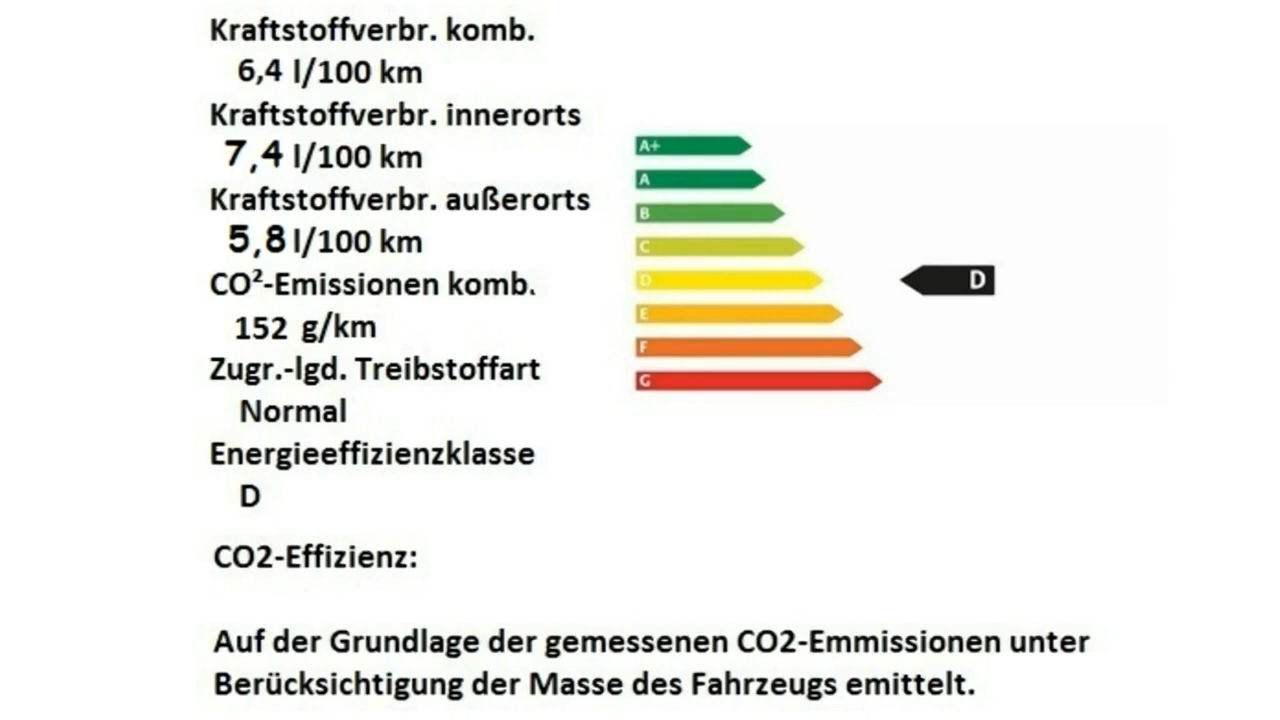 Kraftstoffverbr. komb.
6,4 l/100 km
Kraftstoffverbr. innerorts
7,4 l/100 km
Kraftstoffverbr. außerorts
5,8 l/100 km
CO²-Emissionen komb.
152 g/km
Zugr.-lgd. Treibstoffart
Normal
Energieeffizienzklasse
D
A+
A
B
C
D
D
E
F
G
CO2-Effizienz:
Auf der Grundlage der gemessenen CO2-Emmissionen unter
Berücksichtigung der Masse des Fahrzeugs emittelt.